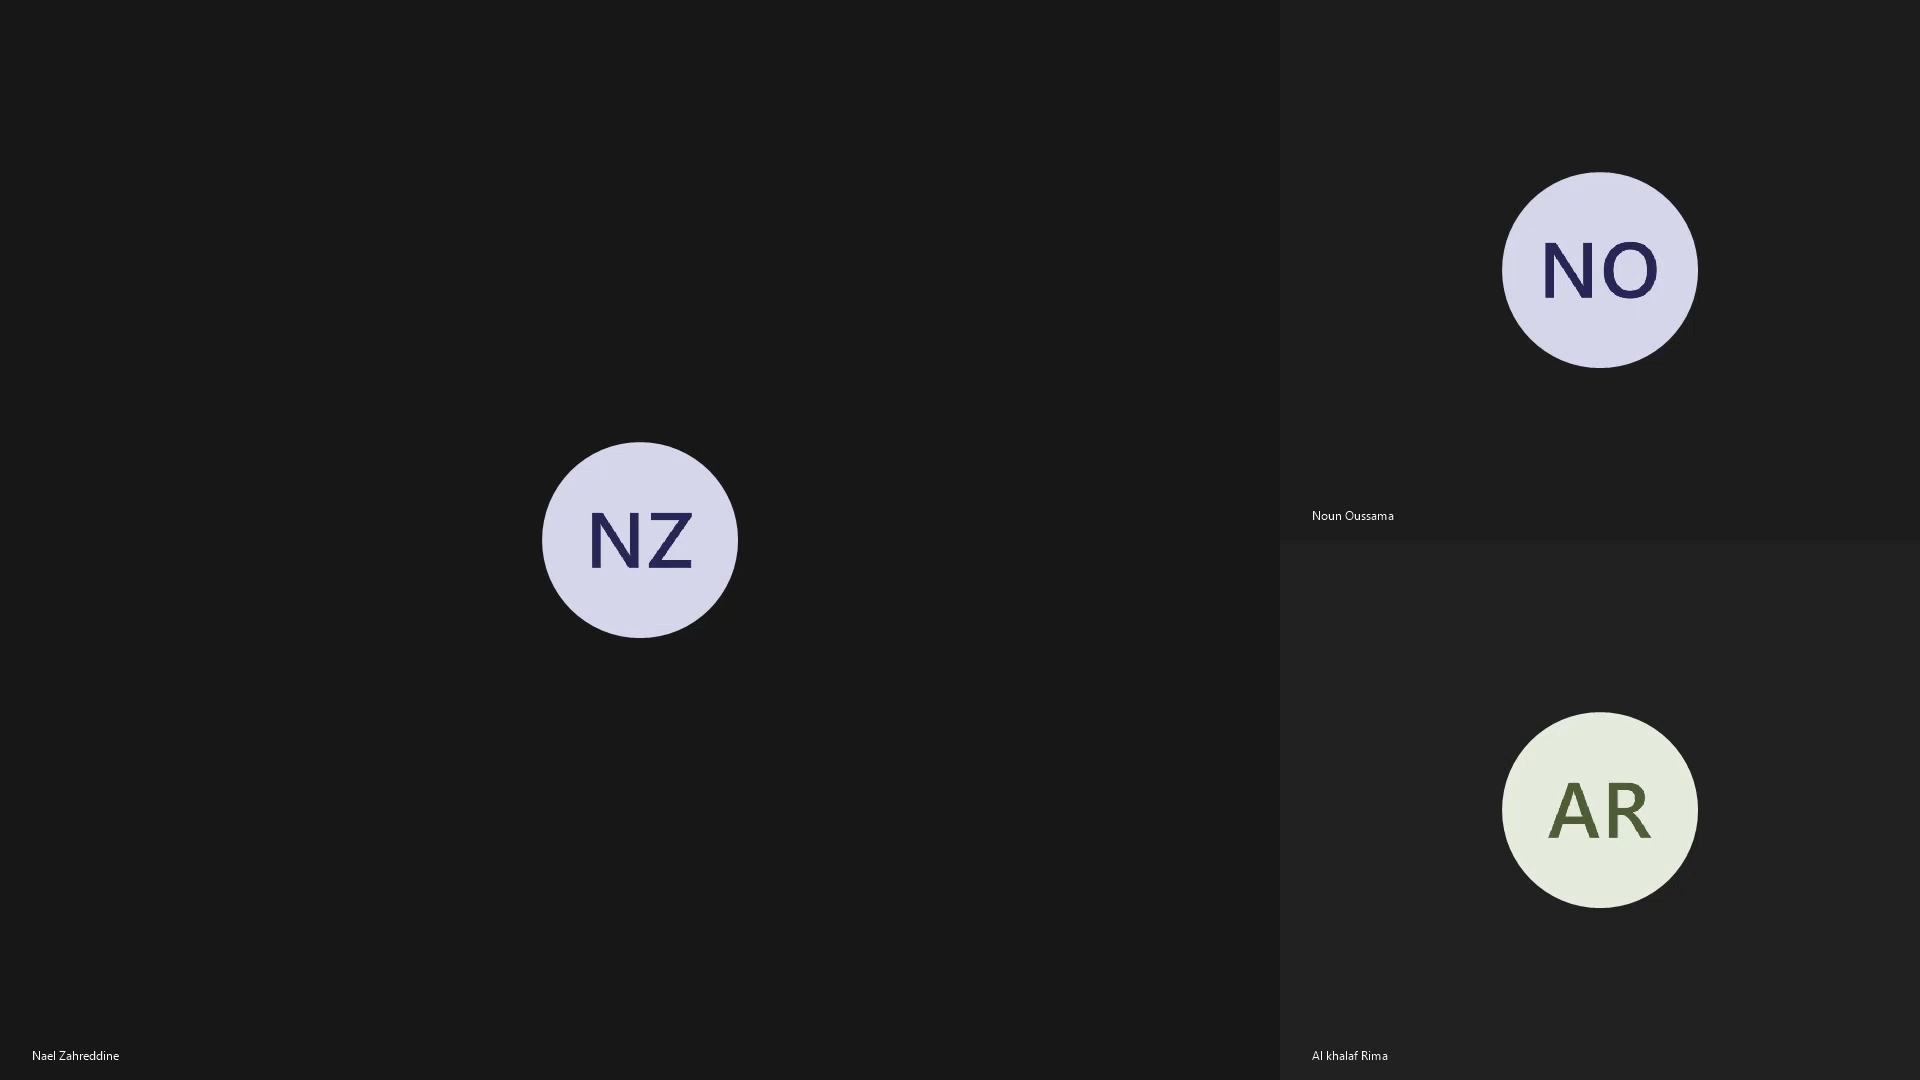 NZ
Nael Zahreddine
NO
Noun Oussama
AR
Al khalaf Rima